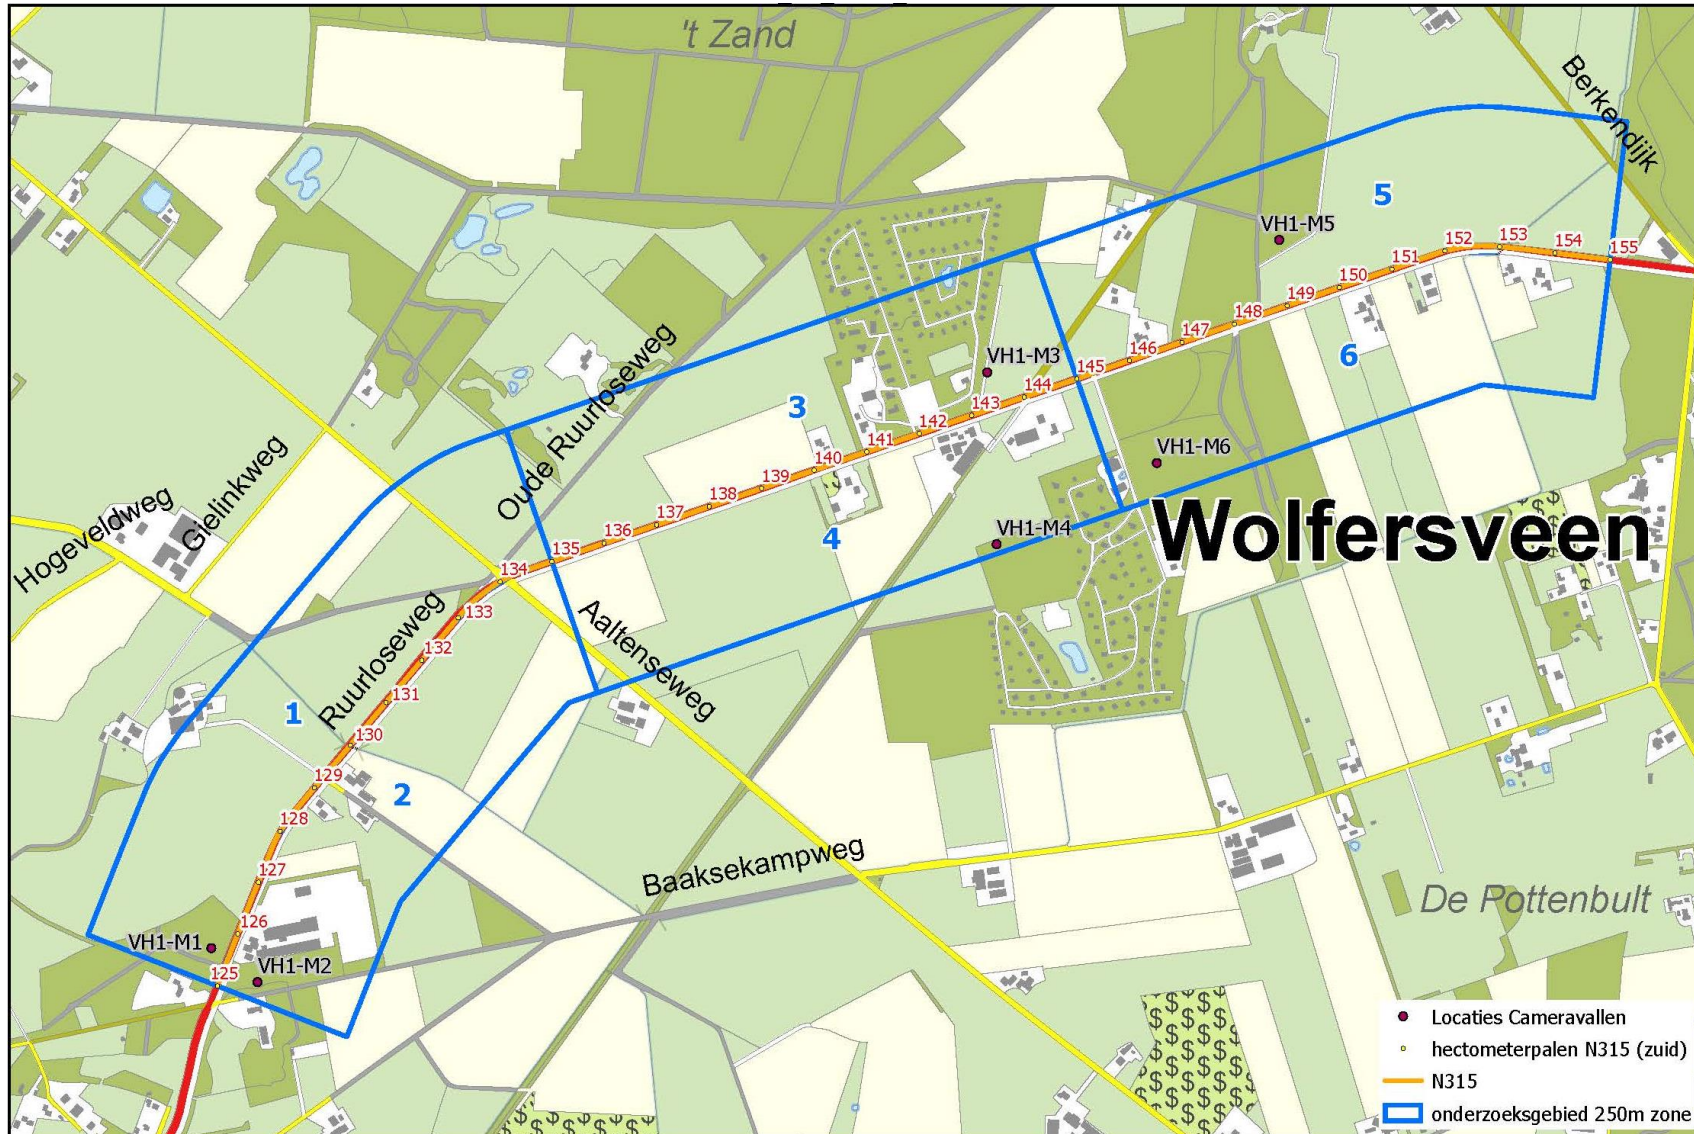 't Zand
Berkendijk
5
VH1-M5
152
153
154
155
151
150
149
148
147
146
145
6
VH1-M3
144
143
142
141
140
139
138
137
136
135
134
3
4
Oude Ruurloseweg
VH1-M6
VH1-M4
Wolfersveen
Hogeveldweg
Gielinkweg
Ruurloseweg
Aaltenseweg
133
132
131
130
129
128
127
126
125
1
2
Baaksekampweg
De Pottenbult
VH1-M1
VH1-M2
Locaties Cameravallen
hectometerpalen N315 (zuid)
N315
onderzoeksgebied 250m zone